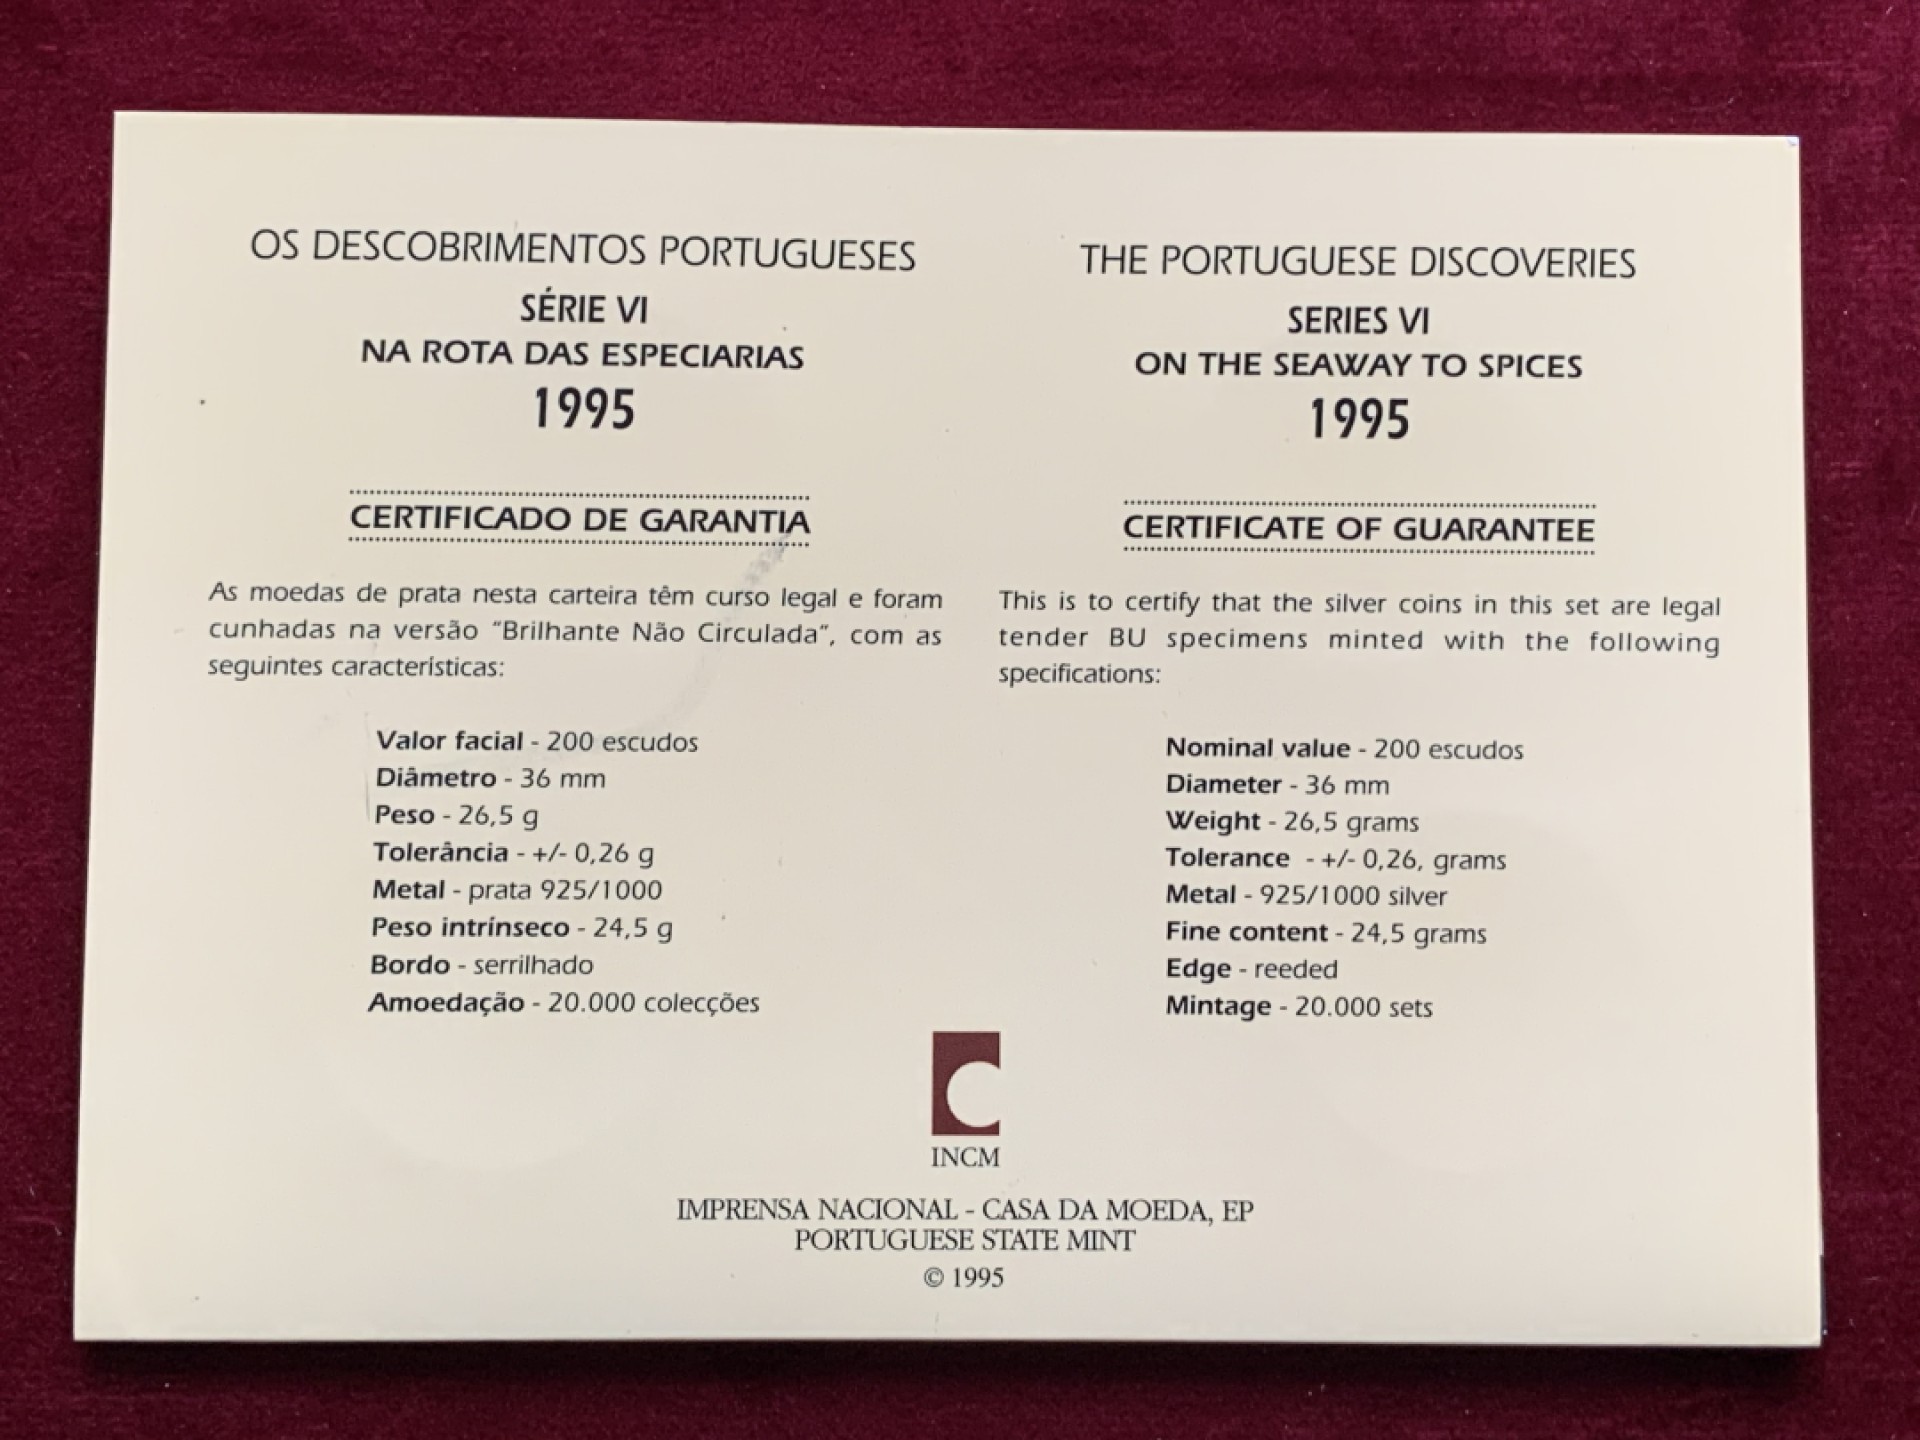 OS DESCOBRIMENTOS PORTUGUESES
SÉRIE VI
NA ROTA DAS ESPECIARIAS
1995
CERTIFICADO DE GARANTIA
As moedas de prata nesta carteira têm curso legal e foram
cunhadas na versão “Brilhante Não Circulada”, com as
seguintes características:
Valor facial - 200 escudos
Diâmetro - 36 mm
Peso - 26,5 g
Tolerância - +/- 0,26 g
Metal - prata 925/1000
Peso intrínseco - 24,5 g
Bordo - serrilhado
Amoedação - 20.000 colecções
THE PORTUGUESE DISCOVERIES
SERIES VI
ON THE SEAWAY TO SPICES
1995
CERTIFICATE OF GUARANTEE
This is to certify that the silver coins in this set are legal
tender BU specimens minted with the following
specifications:
Nominal value - 200 escudos
Diameter - 36 mm
Weight - 26,5 grams
Tolerance - +/- 0,26, grams
Metal - 925/1000 silver
Fine content - 24,5 grams
Edge - reeded
Mintage - 20.000 sets
INCM
IMPRENSA NACIONAL - CASA DA MOEDA, EP
PORTUGUESE STATE MINT
© 1995